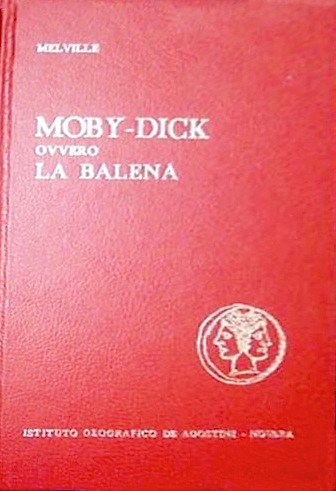 MELVILLE
MOBY-DICK
OVVERO
LA BALENA
ISTITUTO GEOGRAFICO DE AGOSTINI - NOVARA